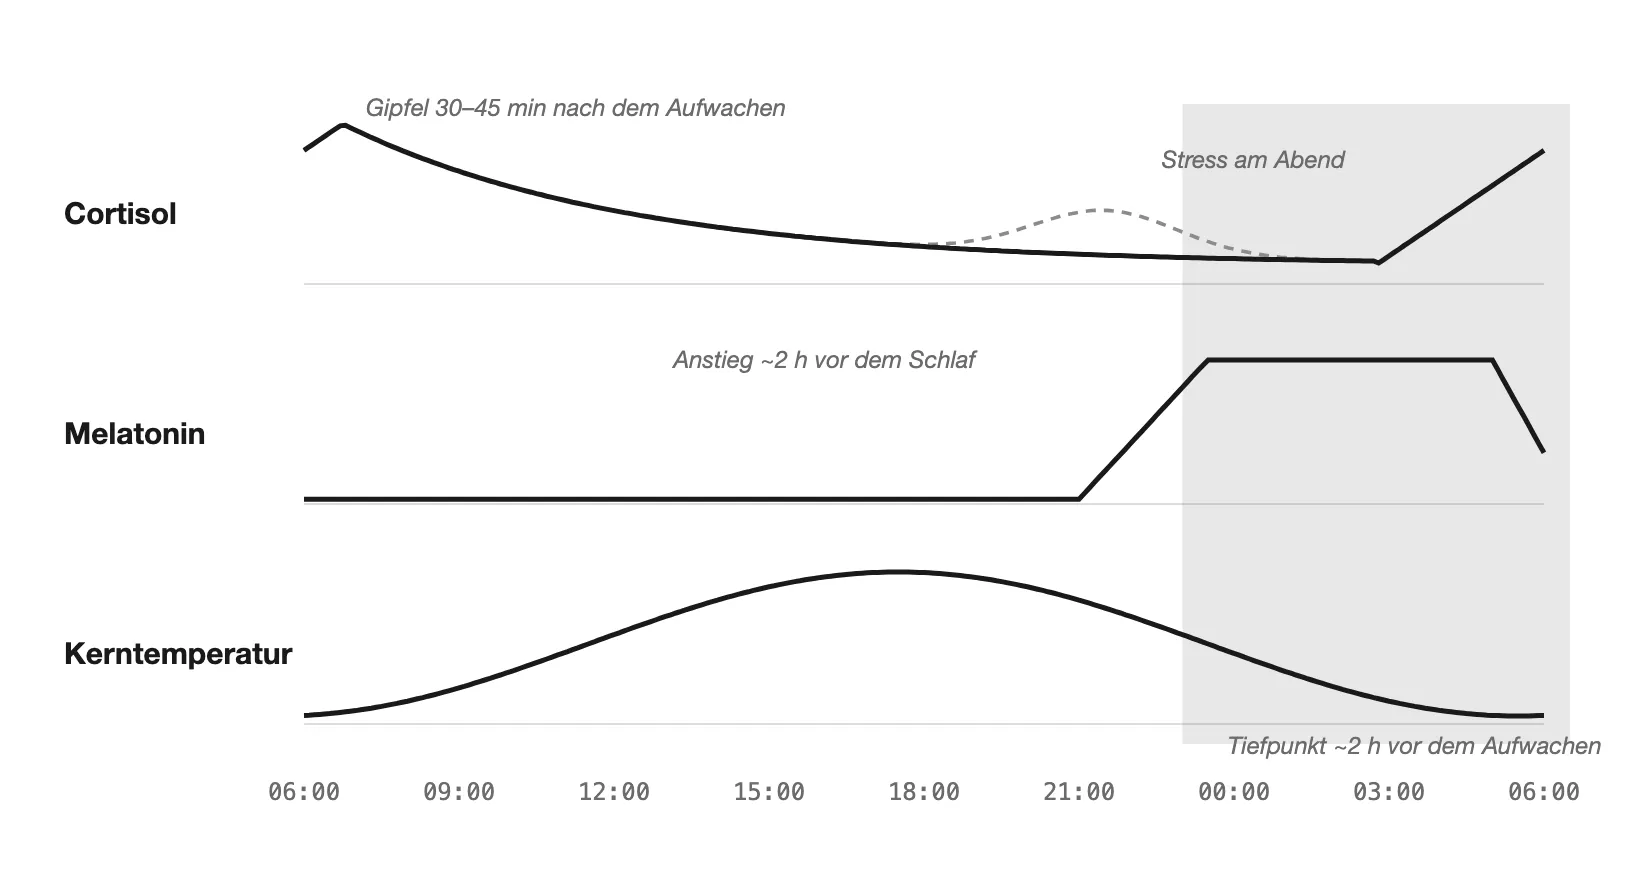 Gipfel 30–45 min nach dem Aufwachen
Stress am Abend
Cortisol
Anstieg ~2 h vor dem Schlaf
Melatonin
Kerntemperatur
Tiefpunkt ~2 h vor dem Aufwachen
06:00 09:00 12:00 15:00 18:00 21:00 00:00 03:00 06:00